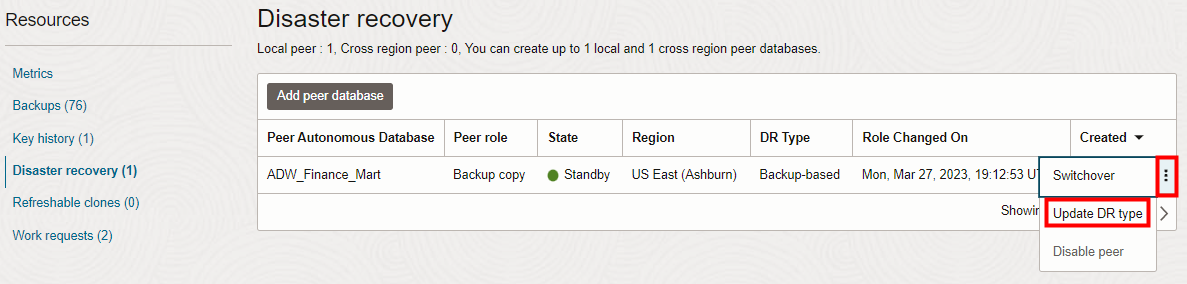 Resources
Metrics
Backups (76)
Key history (1)
Disaster recovery (1)
Refreshable clones (0)
Work requests (2)
Disaster recovery
Local peer : 1, Cross region peer : 0, You can create up to 1 local and 1 cross region peer databases.
Add peer database
Peer Autonomous Database Peer role State Region DR Type Role Changed On Created
ADW_Finance_Mart Backup copy Standby US East (Ashburn) Backup-based Mon, Mar 27, 2023, 19:12:53
Switchover
Update DR type
Disable peer